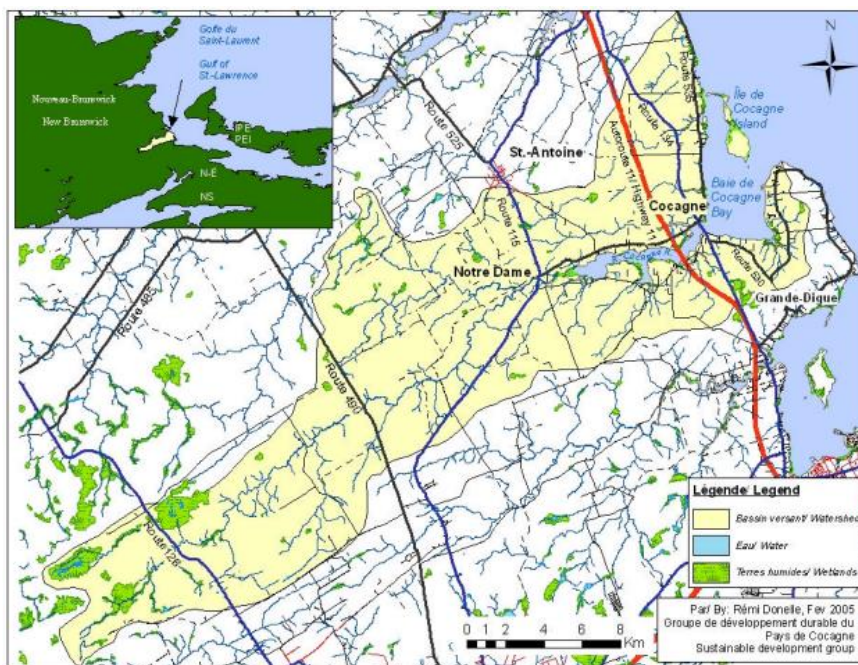 Golfe du
Saint-Laurent
Gulf of
St.-Lawrence
Nouveau-Brunswick
New Brunswick
IPE
PEI
N-E
NS
N
Route 535
Île de
Cocagne
Island
Route 525
Route 134
Autoroute 11/ Highway 11
St.-Antoine
Route 115
Baie de
Cocagne
Bay
Cocagne
R. Cocagne R.
Notre Dame
Route 530
Grande-Dique
Route 485
Route 490
Route 126
Légende/ Legend
Bassin versant/ Watershed
Eau/ Water
Terres humides/ Wetlands
0 1 2 4 6 8
Km
Par/ By: Rémi Donelle, Fev 2005
Groupe de développement durable du
Pays de Cocagne
Sustainable development group